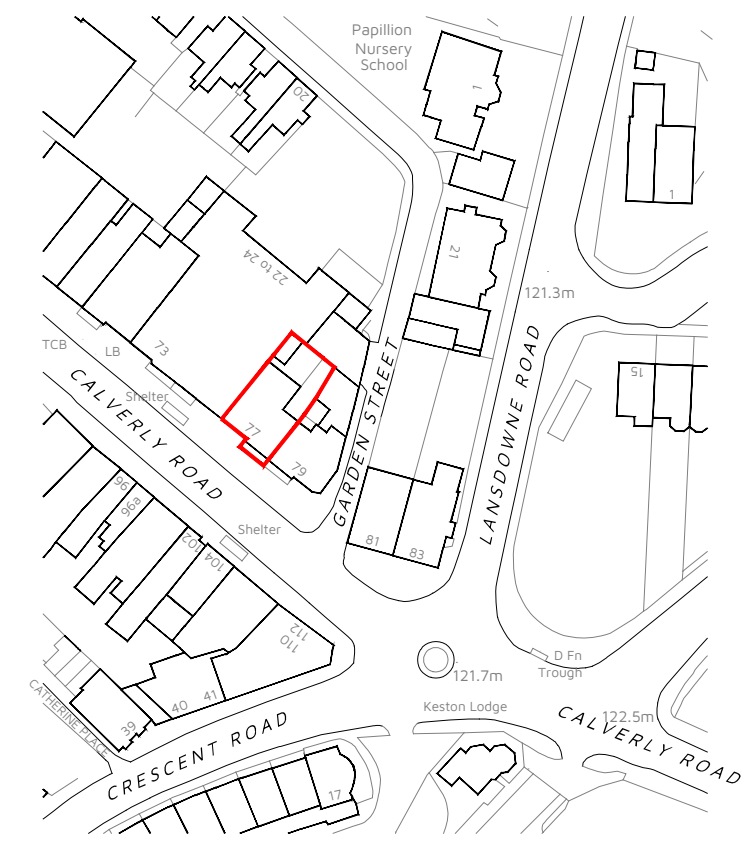 Papillion
Nursery
School
1
20
1
21
22 to 24
121.3m
TCB
LB
73
Shelter
CALVERLY ROAD
77
79
GARDEN STREET
LANSDOWNE ROAD
15
96
96a
102
104
Shelter
81
83
112
110
D Fn
Trough
121.7m
Keston Lodge
CATHERINE PLACE
39
40
41
CRESCENT ROAD
122.5m
CALVERLY ROAD
17